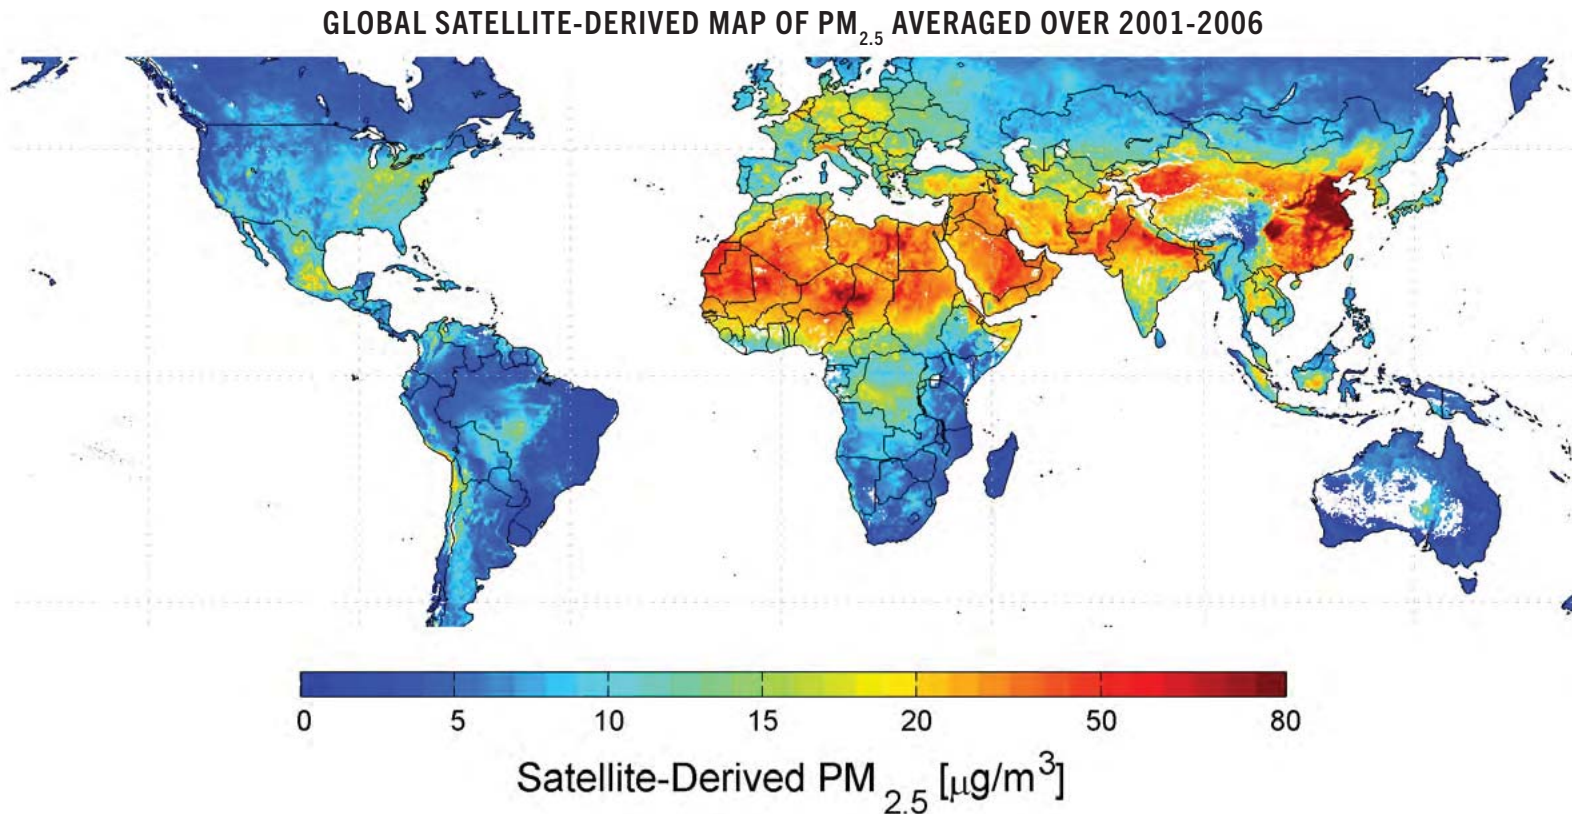 GLOBAL SATELLITE-DERIVED MAP OF PM2.5 AVERAGED OVER 2001-2006
0 5 10 15 20 50 80
Satellite-Derived PM 2.5 [μg/m3]